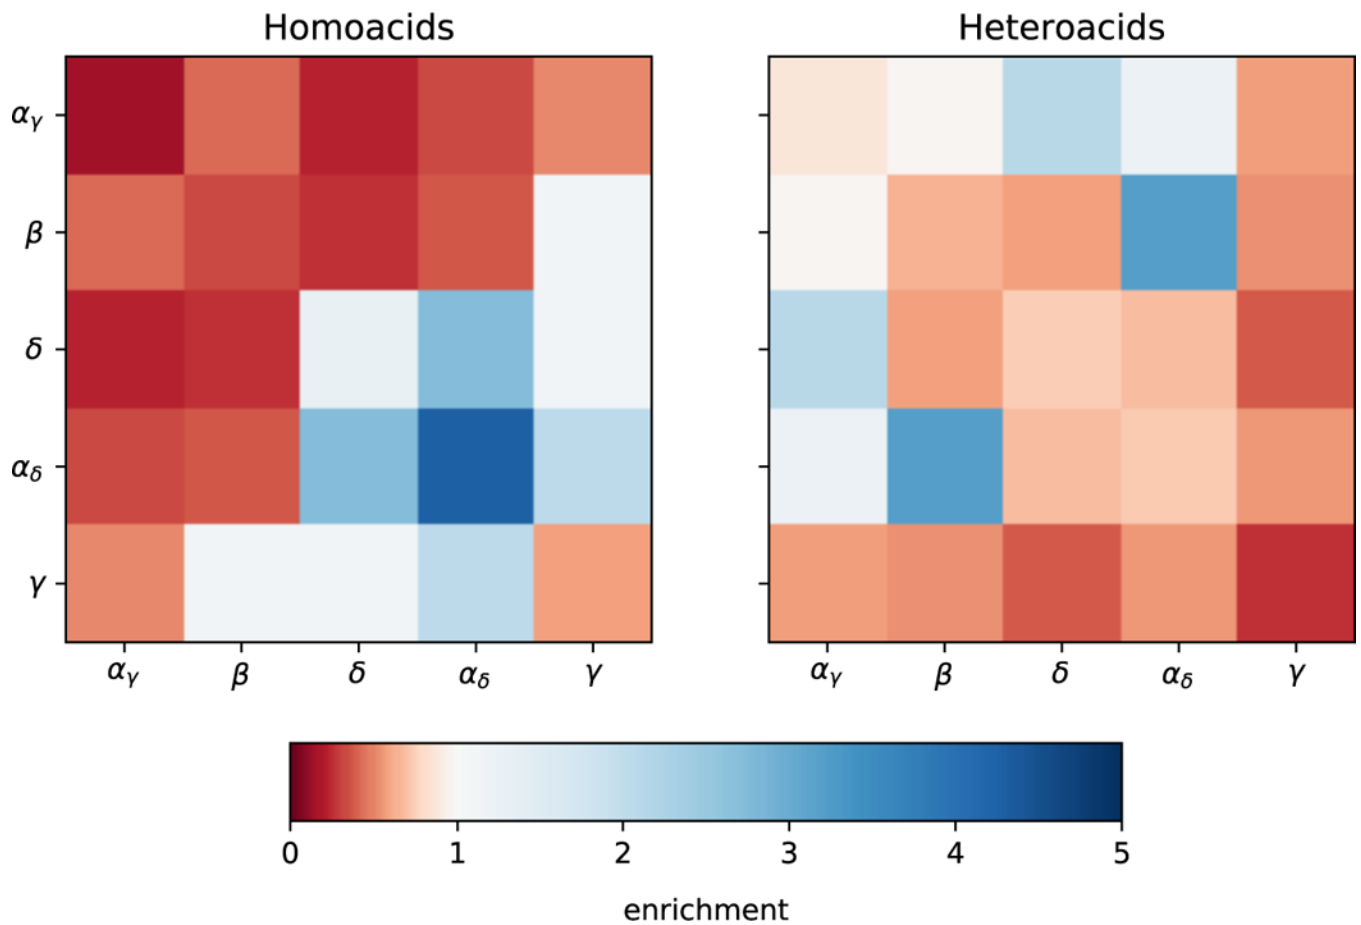 Homoacids Heteroacids
αγ
β
δ
αδ
γ
αγ β δ αδ γ αγ β δ αδ γ
0 1 2 3 4 5
enrichment